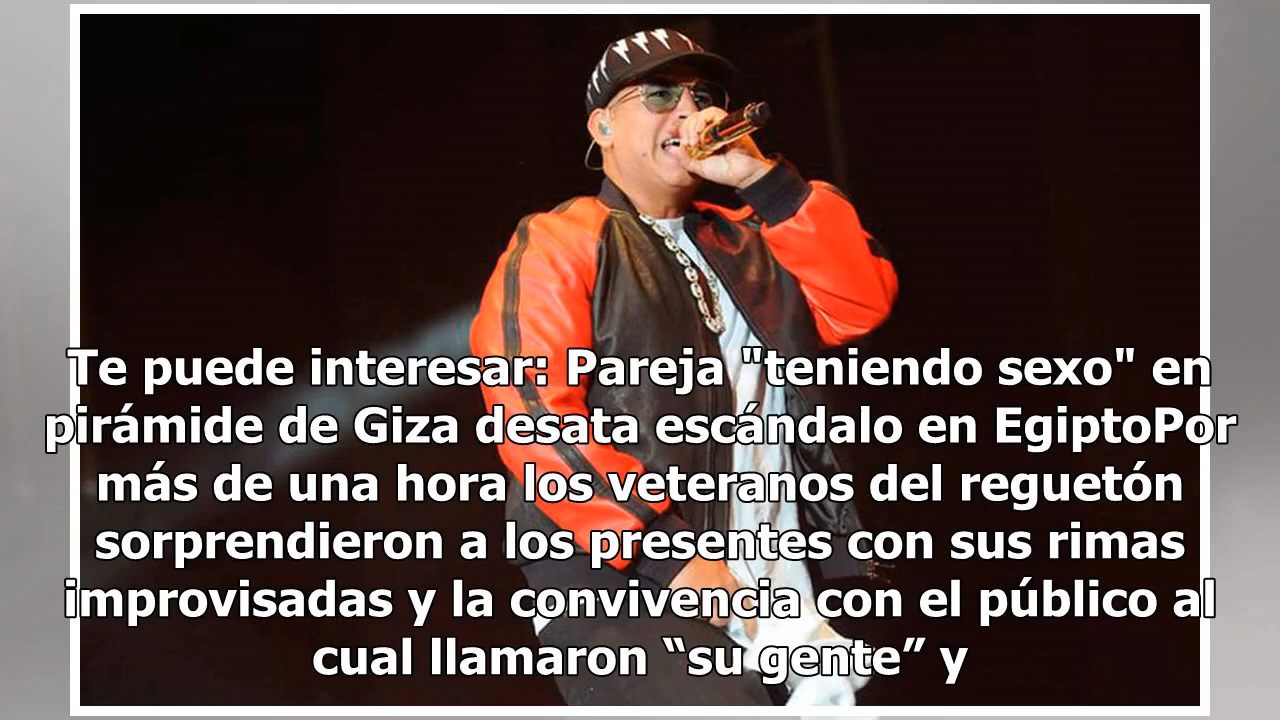 Te puede interesar: Pareja "teniendo sexo" en
pirámide de Giza desata escándalo en EgiptoPor
más de una hora los veteranos del reguetón
sorprendieron a los presentes con sus rimas
improvisadas y la convivencia con el público al
cual llamaron “su gente” y